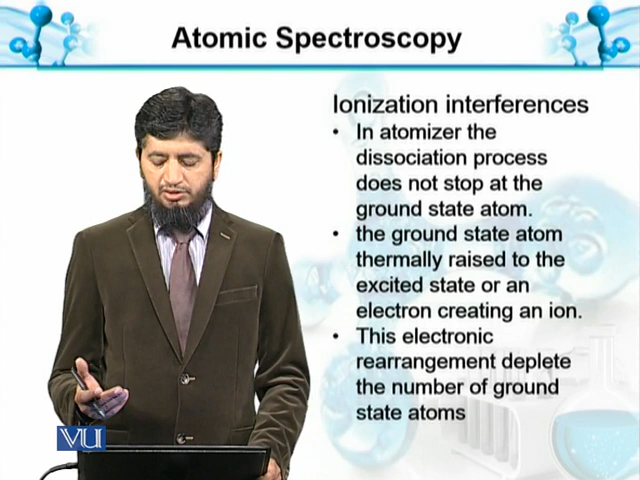 Atomic Spectroscopy
Ionization interferences
• In atomizer the
dissociation process
does not stop at the
ground state atom.
• the ground state atom
thermally raised to the
excited state or an
electron creating an ion.
• This electronic
rearrangement deplete
the number of ground
state atoms
VU